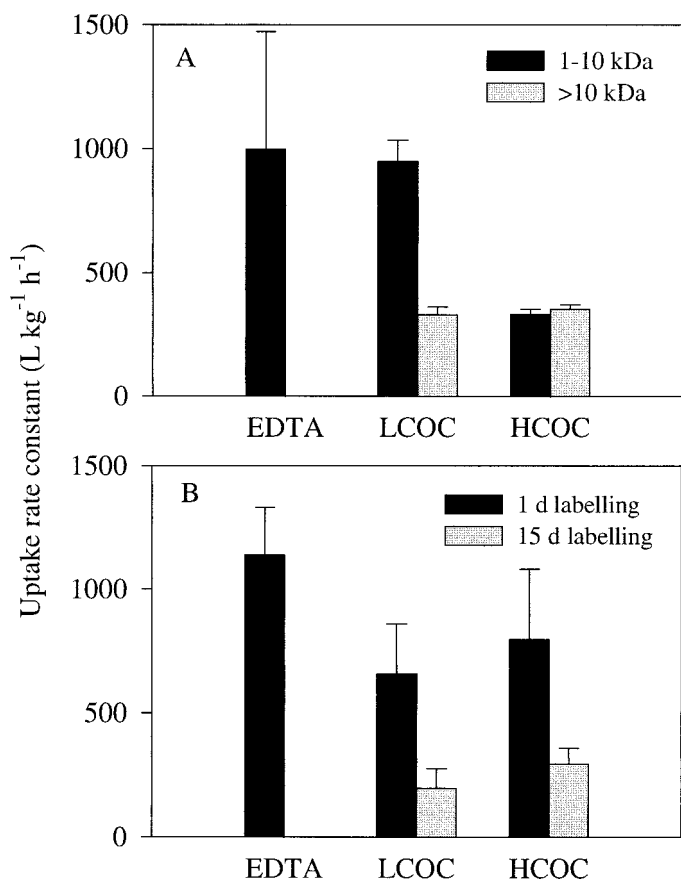 Uptake rate constant (L kg⁻¹ h⁻¹)
A
1-10 kDa
>10 kDa
1500
1000
500
0
EDTA LCOC HCOC
B
1 d labelling
15 d labelling
1500
1000
500
0
EDTA LCOC HCOC